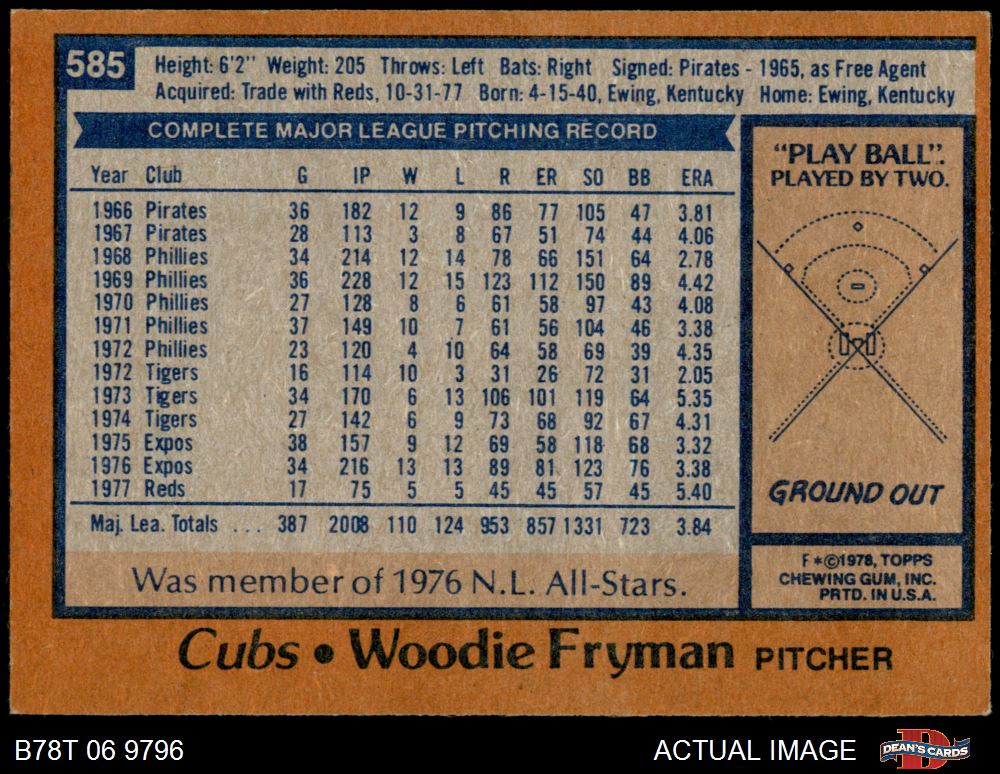 585
Height: 6'2" Weight: 205 Throws: Left Bats: Right Signed: Pirates - 1965, as Free Agent
Acquired: Trade with Reds, 10-31-77 Born: 4-15-40, Ewing, Kentucky Home: Ewing, Kentucky
COMPLETE MAJOR LEAGUE PITCHING RECORD
Year Club G IP W L R ER SO BB ERA
1966 Pirates 36 182 12 9 86 77 105 47 3.81
1967 Pirates 28 113 3 8 67 51 74 44 4.06
1968 Phillies 34 214 12 14 78 66 151 64 2.78
1969 Phillies 36 228 12 15 123 112 150 89 4.42
1970 Phillies 27 128 8 6 61 58 97 43 4.08
1971 Phillies 37 149 10 7 61 56 104 46 3.38
1972 Phillies 23 120 4 10 64 58 69 39 4.35
1972 Tigers 16 114 10 3 31 26 72 31 2.05
1973 Tigers 34 170 6 13 106 101 119 64 5.35
1974 Tigers 27 142 6 9 73 68 92 67 4.31
1975 Expos 38 157 9 12 69 58 118 68 3.32
1976 Expos 34 216 13 13 89 81 123 76 3.38
1977 Reds 17 75 5 5 45 45 57 45 5.40
Maj. Lea. Totals . . . 387 2008 110 124 953 857 1331 723 3.84
Was member of 1976 N.L. All-Stars.
"PLAY BALL".
PLAYED BY TWO.
GROUND OUT
F*©1978, TOPPS
CHEWING GUM, INC.
PRTD. IN U.S.A.
Cubs • Woodie Fryman PITCHER
B78T 06 9796
ACTUAL IMAGE
DEAN'S CARDS